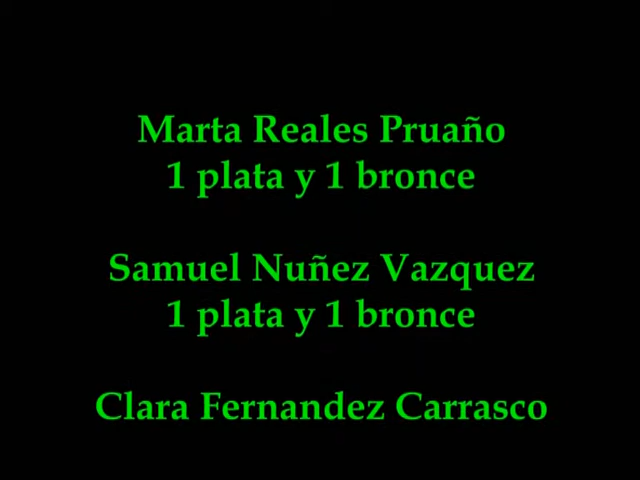 Marta Reales Pruaño
1 plata y 1 bronce
Samuel Nuñez Vazquez
1 plata y 1 bronce
Clara Fernandez Carrasco